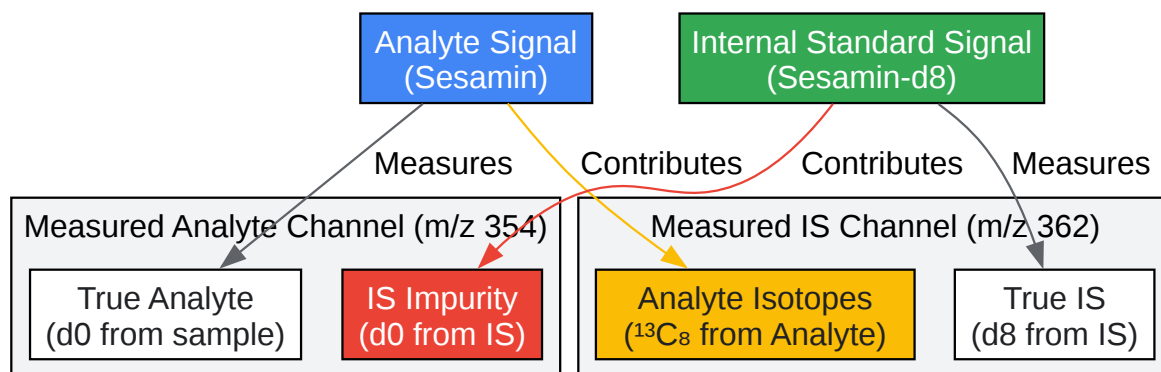 Analyte Signal
(Sesamin)
Internal Standard Signal
(Sesamin-d8)
Measures
Contributes
Contributes
Measures
Measured Analyte Channel (m/z 354)
Measured IS Channel (m/z 362)
True Analyte
(d0 from sample)
IS Impurity
(d0 from IS)
Analyte Isotopes
(¹³C₈ from Analyte)
True IS
(d8 from IS)